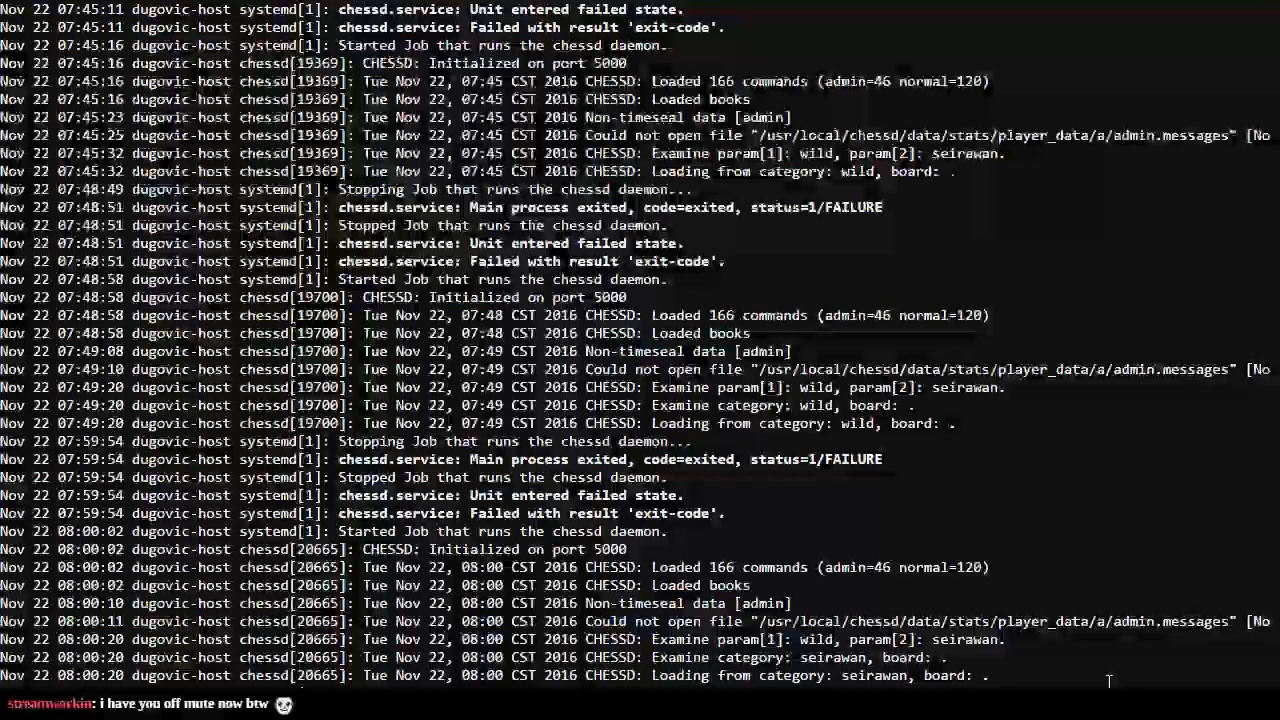 Nov 22 07:45:11 dugovic-host systemd[1]: chessd.service: Unit entered failed state.
Nov 22 07:45:11 dugovic-host systemd[1]: chessd.service: Failed with result 'exit-code'.
Nov 22 07:45:16 dugovic-host systemd[1]: Started Job that runs the chessd daemon.
Nov 22 07:45:16 dugovic-host chessd[19369]: CHESSD: Initialized on port 5000
Nov 22 07:45:16 dugovic-host chessd[19369]: Tue Nov 22, 07:45 CST 2016 CHESSD: Loaded 166 commands (admin=46 normal=120)
Nov 22 07:45:16 dugovic-host chessd[19369]: Tue Nov 22, 07:45 CST 2016 CHESSD: Loaded books
Nov 22 07:45:23 dugovic-host chessd[19369]: Tue Nov 22, 07:45 CST 2016 Non-timeseal data [admin]
Nov 22 07:45:25 dugovic-host chessd[19369]: Tue Nov 22, 07:45 CST 2016 Could not open file "/usr/local/chessd/data/stats/player_data/a/admin.messages" [No
Nov 22 07:45:32 dugovic-host chessd[19369]: Tue Nov 22, 07:45 CST 2016 CHESSD: Examine param[1]: wild, param[2]: seirawan.
Nov 22 07:45:32 dugovic-host chessd[19369]: Tue Nov 22, 07:45 CST 2016 CHESSD: Loading from category: wild, board: .
Nov 22 07:48:49 dugovic-host systemd[1]: Stopping Job that runs the chessd daemon...
Nov 22 07:48:51 dugovic-host systemd[1]: chessd.service: Main process exited, code=exited, status=1/FAILURE
Nov 22 07:48:51 dugovic-host systemd[1]: Stopped Job that runs the chessd daemon.
Nov 22 07:48:51 dugovic-host systemd[1]: chessd.service: Unit entered failed state.
Nov 22 07:48:51 dugovic-host systemd[1]: chessd.service: Failed with result 'exit-code'.
Nov 22 07:48:58 dugovic-host systemd[1]: Started Job that runs the chessd daemon.
Nov 22 07:48:58 dugovic-host chessd[19700]: CHESSD: Initialized on port 5000
Nov 22 07:48:58 dugovic-host chessd[19700]: Tue Nov 22, 07:48 CST 2016 CHESSD: Loaded 166 commands (admin=46 normal=120)
Nov 22 07:48:58 dugovic-host chessd[19700]: Tue Nov 22, 07:48 CST 2016 CHESSD: Loaded books
Nov 22 07:49:08 dugovic-host chessd[19700]: Tue Nov 22, 07:49 CST 2016 Non-timeseal data [admin]
Nov 22 07:49:10 dugovic-host chessd[19700]: Tue Nov 22, 07:49 CST 2016 Could not open file "/usr/local/chessd/data/stats/player_data/a/admin.messages" [No
Nov 22 07:49:20 dugovic-host chessd[19700]: Tue Nov 22, 07:49 CST 2016 CHESSD: Examine param[1]: wild, param[2]: seirawan.
Nov 22 07:49:20 dugovic-host chessd[19700]: Tue Nov 22, 07:49 CST 2016 CHESSD: Examine category: wild, board: .
Nov 22 07:49:20 dugovic-host chessd[19700]: Tue Nov 22, 07:49 CST 2016 CHESSD: Loading from category: wild, board: .
Nov 22 07:59:54 dugovic-host systemd[1]: Stopping Job that runs the chessd daemon...
Nov 22 07:59:54 dugovic-host systemd[1]: chessd.service: Main process exited, code=exited, status=1/FAILURE
Nov 22 07:59:54 dugovic-host systemd[1]: Stopped Job that runs the chessd daemon.
Nov 22 07:59:54 dugovic-host systemd[1]: chessd.service: Unit entered failed state.
Nov 22 07:59:54 dugovic-host systemd[1]: chessd.service: Failed with result 'exit-code'.
Nov 22 08:00:02 dugovic-host systemd[1]: Started Job that runs the chessd daemon.
Nov 22 08:00:02 dugovic-host chessd[20665]: CHESSD: Initialized on port 5000
Nov 22 08:00:02 dugovic-host chessd[20665]: Tue Nov 22, 08:00 CST 2016 CHESSD: Loaded 166 commands (admin=46 normal=120)
Nov 22 08:00:02 dugovic-host chessd[20665]: Tue Nov 22, 08:00 CST 2016 CHESSD: Loaded books
Nov 22 08:00:10 dugovic-host chessd[20665]: Tue Nov 22, 08:00 CST 2016 Non-timeseal data [admin]
Nov 22 08:00:11 dugovic-host chessd[20665]: Tue Nov 22, 08:00 CST 2016 Could not open file "/usr/local/chessd/data/stats/player_data/a/admin.messages" [No
Nov 22 08:00:20 dugovic-host chessd[20665]: Tue Nov 22, 08:00 CST 2016 CHESSD: Examine param[1]: wild, param[2]: seirawan.
Nov 22 08:00:20 dugovic-host chessd[20665]: Tue Nov 22, 08:00 CST 2016 CHESSD: Examine category: seirawan, board: .
Nov 22 08:00:20 dugovic-host chessd[20665]: Tue Nov 22, 08:00 CST 2016 CHESSD: Loading from category: seirawan, board: .
streamworkin: i have you off mute now btw